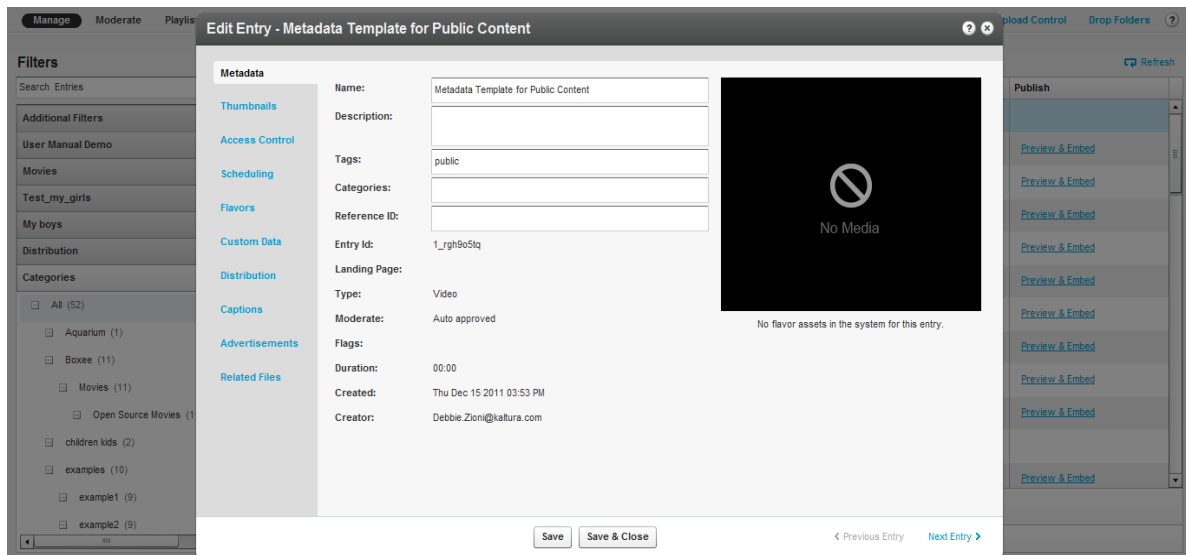 Manage Moderate Playlis
pload Control Drop Folders ?
Edit Entry - Metadata Template for Public Content
Filters
Refresh
Search Entries
Publish
Additional Filters
User Manual Demo
Movies
Test_my_girls
My boys
Distribution
Categories
All (52)
Aquarium (1)
Boxee (11)
Movies (11)
Open Source Movies (1
children kids (2)
examples (10)
example1 (9)
example2 (9)
Metadata
Thumbnails
Access Control
Scheduling
Flavors
Custom Data
Distribution
Captions
Advertisements
Related Files
Name: Metadata Template for Public Content
Description:
Tags: public
Categories:
Reference ID:
Entry Id: 1_rgh9o5tq
Landing Page:
Type: Video
Moderate: Auto approved
Flags:
Duration: 00:00
Created: Thu Dec 15 2011 03:53 PM
Creator: Debbie.Zioni@kaltura.com
No Media
No flavor assets in the system for this entry.
Preview & Embed
Preview & Embed
Preview & Embed
Preview & Embed
Preview & Embed
Preview & Embed
Preview & Embed
Preview & Embed
Preview & Embed
Preview & Embed
Save Save & Close Previous Entry Next Entry